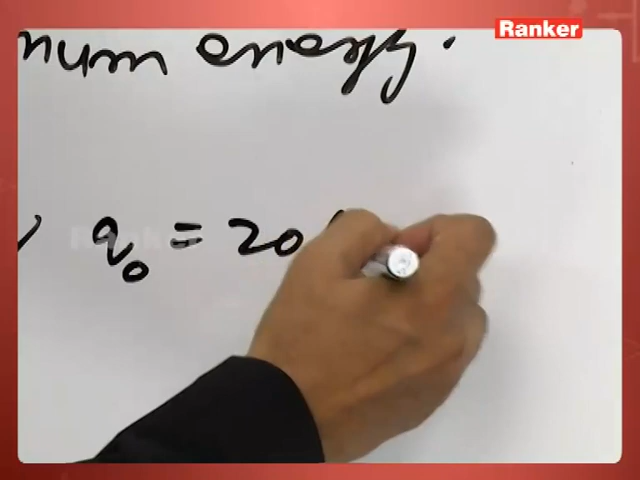 Ranker
num energy.
) q₀ = 20